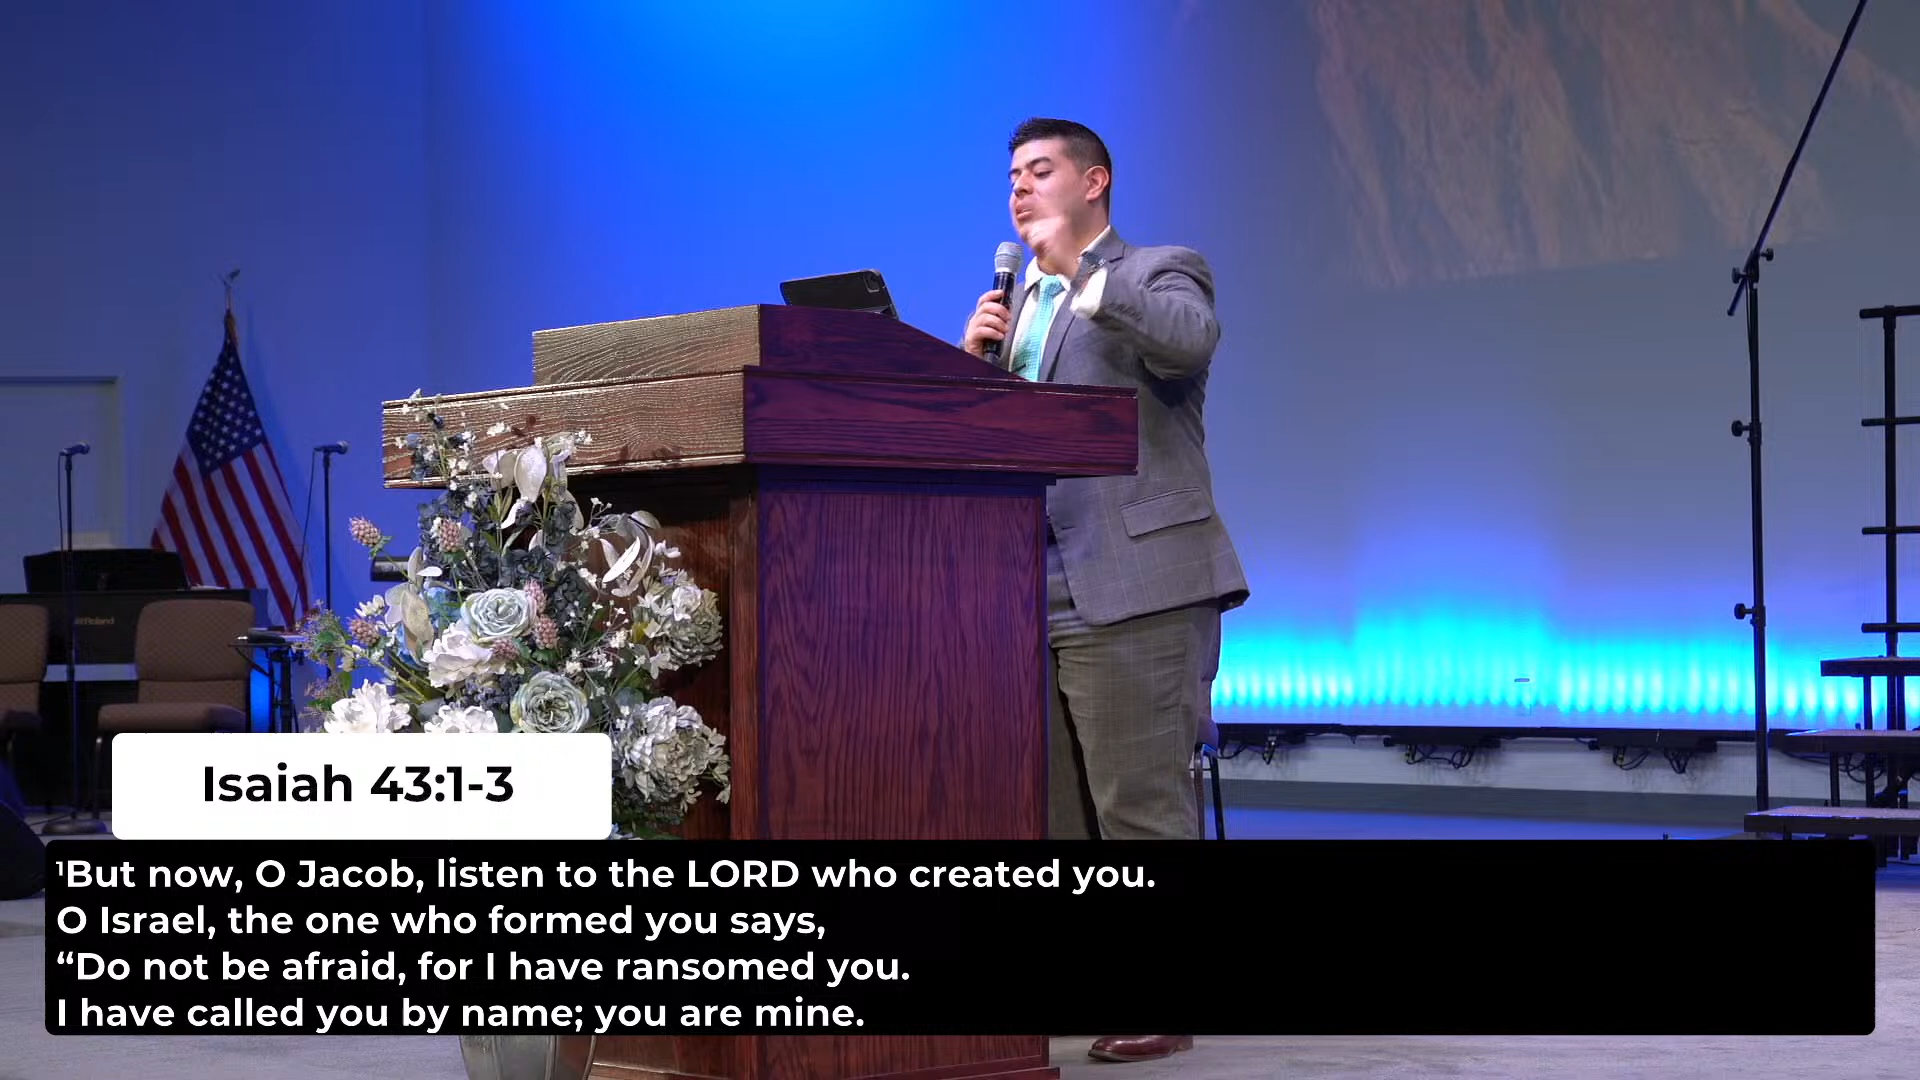 Roland
Isaiah 43:1-3
¹But now, O Jacob, listen to the LORD who created you.
O Israel, the one who formed you says,
“Do not be afraid, for I have ransomed you.
I have called you by name; you are mine.